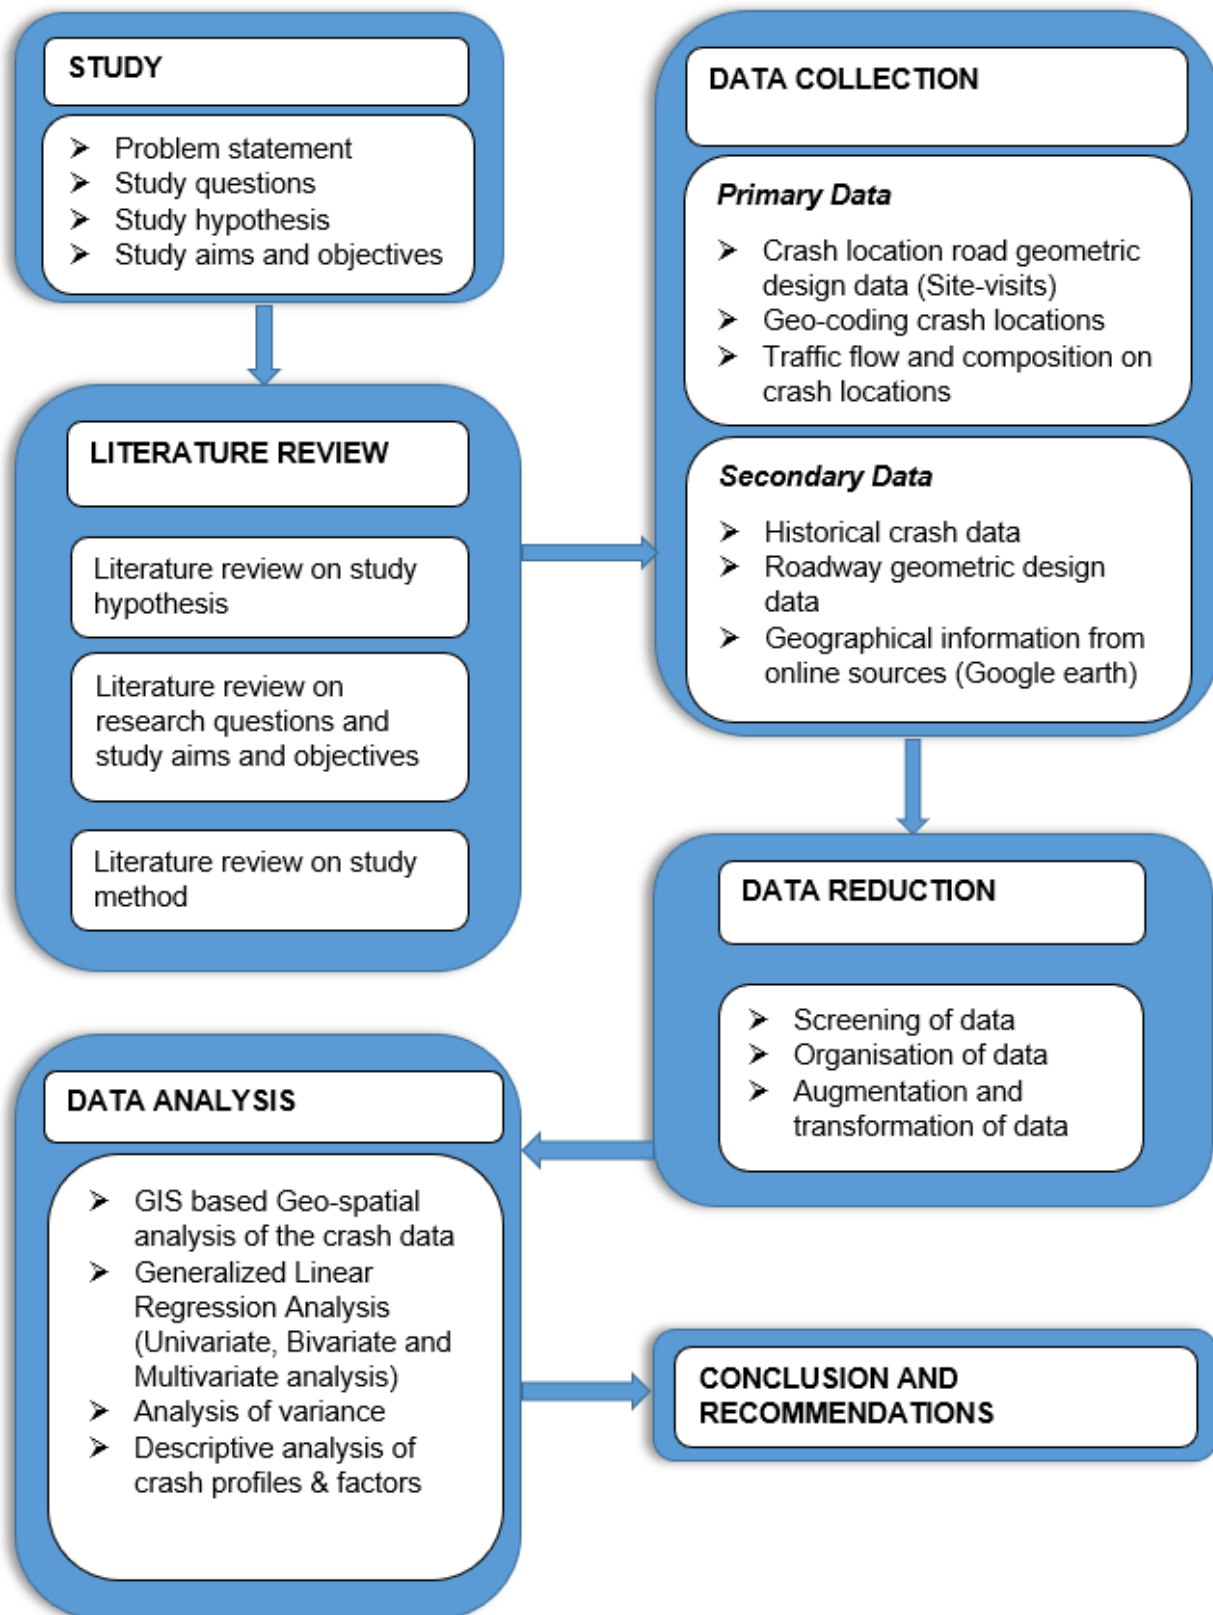 STUDY
➤ Problem statement
➤ Study questions
➤ Study hypothesis
➤ Study aims and objectives
LITERATURE REVIEW
Literature review on study
hypothesis
Literature review on
research questions and
study aims and objectives
Literature review on study
method
DATA COLLECTION
Primary Data
➤ Crash location road geometric
design data (Site-visits)
➤ Geo-coding crash locations
➤ Traffic flow and composition on
crash locations
Secondary Data
➤ Historical crash data
➤ Roadway geometric design
data
➤ Geographical information from
online sources (Google earth)
DATA REDUCTION
➤ Screening of data
➤ Organisation of data
➤ Augmentation and
transformation of data
DATA ANALYSIS
➤ GIS based Geo-spatial
analysis of the crash data
➤ Generalized Linear
Regression Analysis
(Univariate, Bivariate and
Multivariate analysis)
➤ Analysis of variance
➤ Descriptive analysis of
crash profiles & factors
CONCLUSION AND
RECOMMENDATIONS